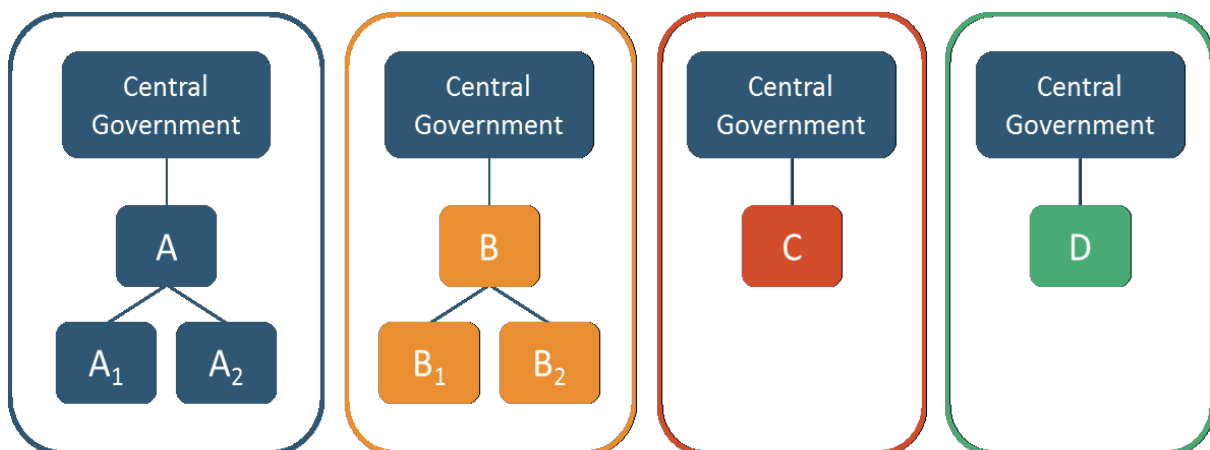 Central
Government
A
A₁
A₂
Central
Government
B
B₁
B₂
Central
Government
C
Central
Government
D